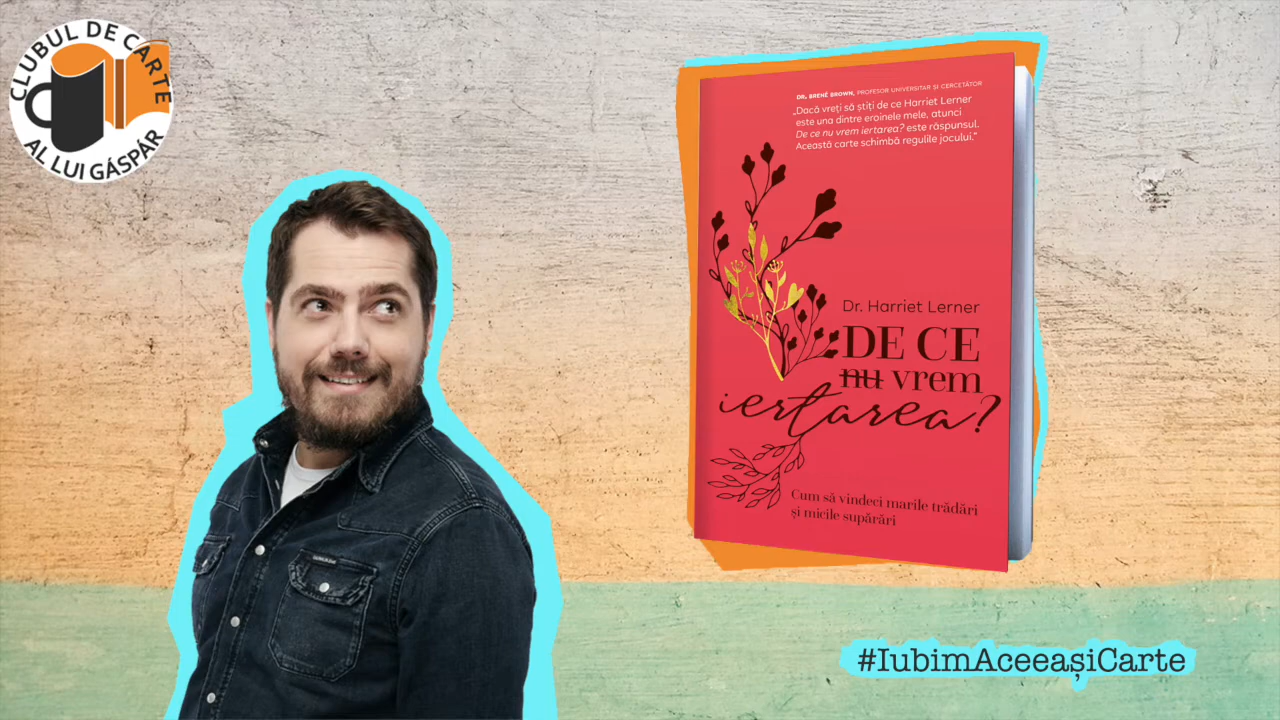 CLUBUL DE CARTE
AL LUI GÁSPÁR
DR. BRENÉ BROWN, PROFESOR UNIVERSITAR ȘI CERCETĂTOR
„Dacă vreți să știți de ce Harriet Lerner
este una dintre eroinele mele, atunci
De ce nu vrem iertarea? este răspunsul.
Această carte schimbă regulile jocului.”
Dr. Harriet Lerner
DE CE
nu vrem
iertarea?
Cum să vindeci marile trădări
și micile supărări
#IubimAceeașiCarte